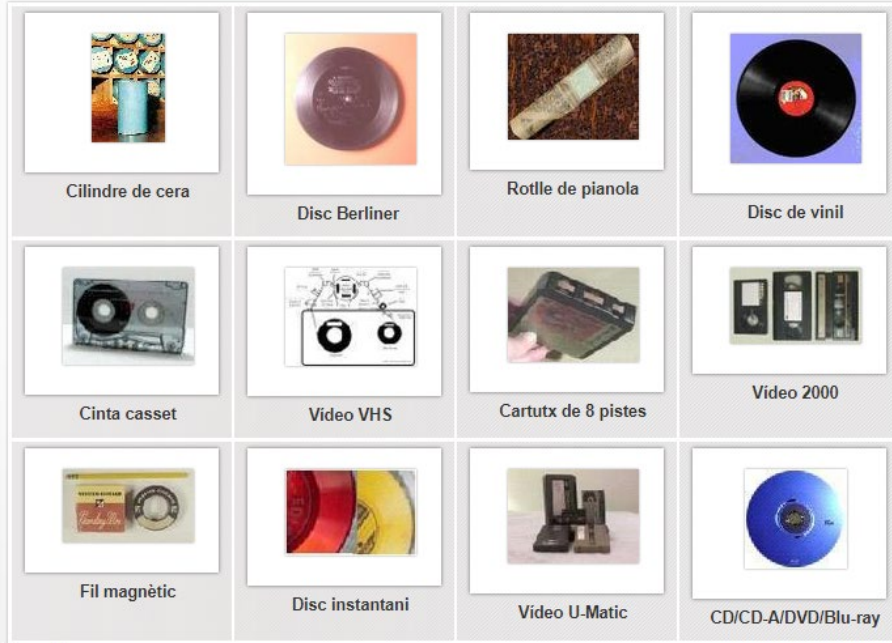 Cilindre de cera
Disc Berliner
Rotlle de pianola
Disc de vinil
Cinta casset
Vídeo VHS
Cartutx de 8 pistes
Vídeo 2000
Fil magnètic
Disc instantani
Vídeo U-Matic
CD/CD-A/DVD/Blu-ray